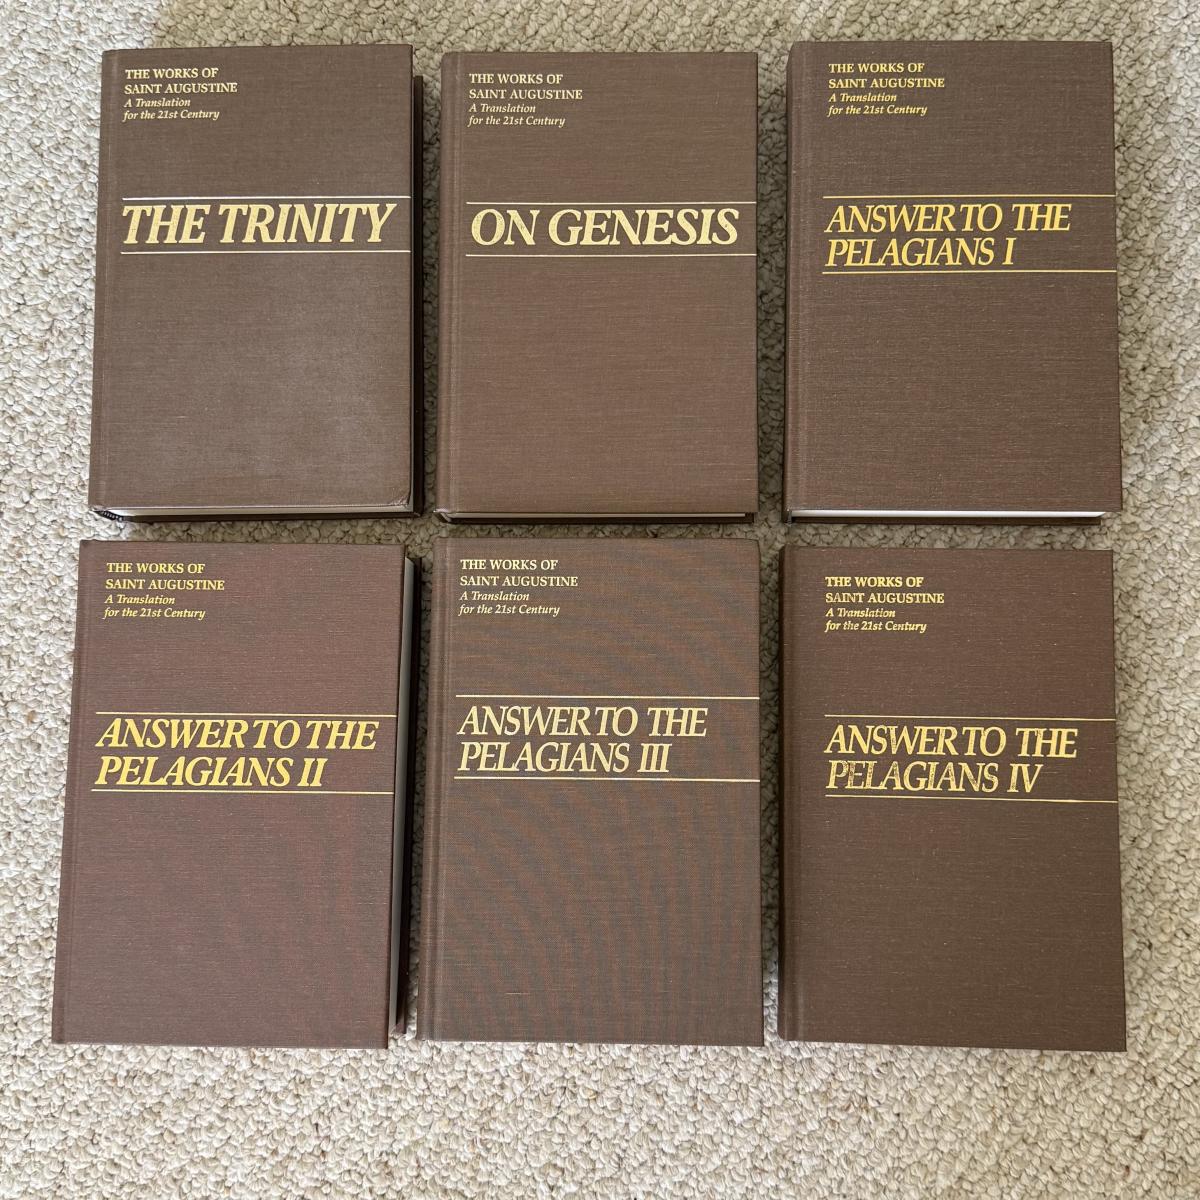 THE WORKS OF
SAINT AUGUSTINE
A Translation
for the 21st Century
THE TRINITY
THE WORKS OF
SAINT AUGUSTINE
A Translation
for the 21st Century
ON GENESIS
THE WORKS OF
SAINT AUGUSTINE
A Translation
for the 21st Century
ANSWER TO THE
PELAGIANS I
THE WORKS OF
SAINT AUGUSTINE
A Translation
for the 21st Century
ANSWER TO THE
PELAGIANS II
THE WORKS OF
SAINT AUGUSTINE
A Translation
for the 21st Century
ANSWER TO THE
PELAGIANS III
THE WORKS OF
SAINT AUGUSTINE
A Translation
for the 21st Century
ANSWER TO THE
PELAGIANS IV